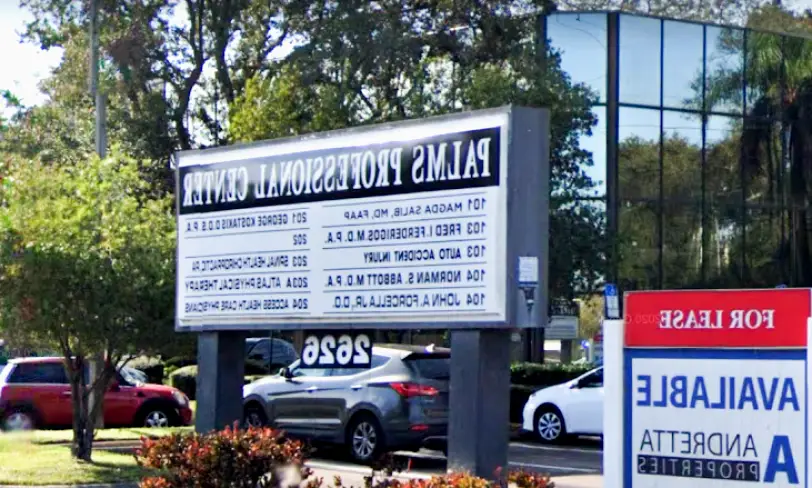 PALMS PROFESSIONAL CENTER
101 MAGDA SALIB, MD, FAAP
103 FRED I. FERDERIGOS M.D. P.A.
103 AUTO ACCIDENT INJURY
104 NORMAN S. ABBOTT M.D. P.A.
104 JOHN A. FORCELLA JR., D.O.
201 GEORGE KOSTAKIS D.D.S. P.A.
202
203 SPINAL HEALTH CHIROPRACTIC PA
203A ATLAS PHYSICAL THERAPY
204 ACCESS HEALTH CARE PHYSICIANS
2626
FOR LEASE
AVAILABLE
A ANDRETTA
PROPERTIES